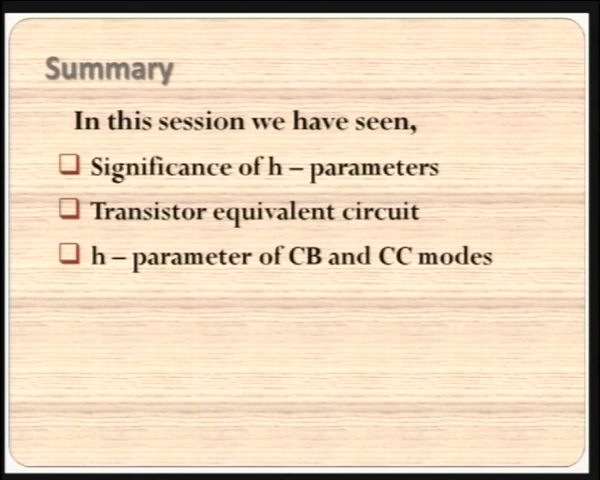 Summary
In this session we have seen,
Significance of h – parameters
Transistor equivalent circuit
h – parameter of CB and CC modes